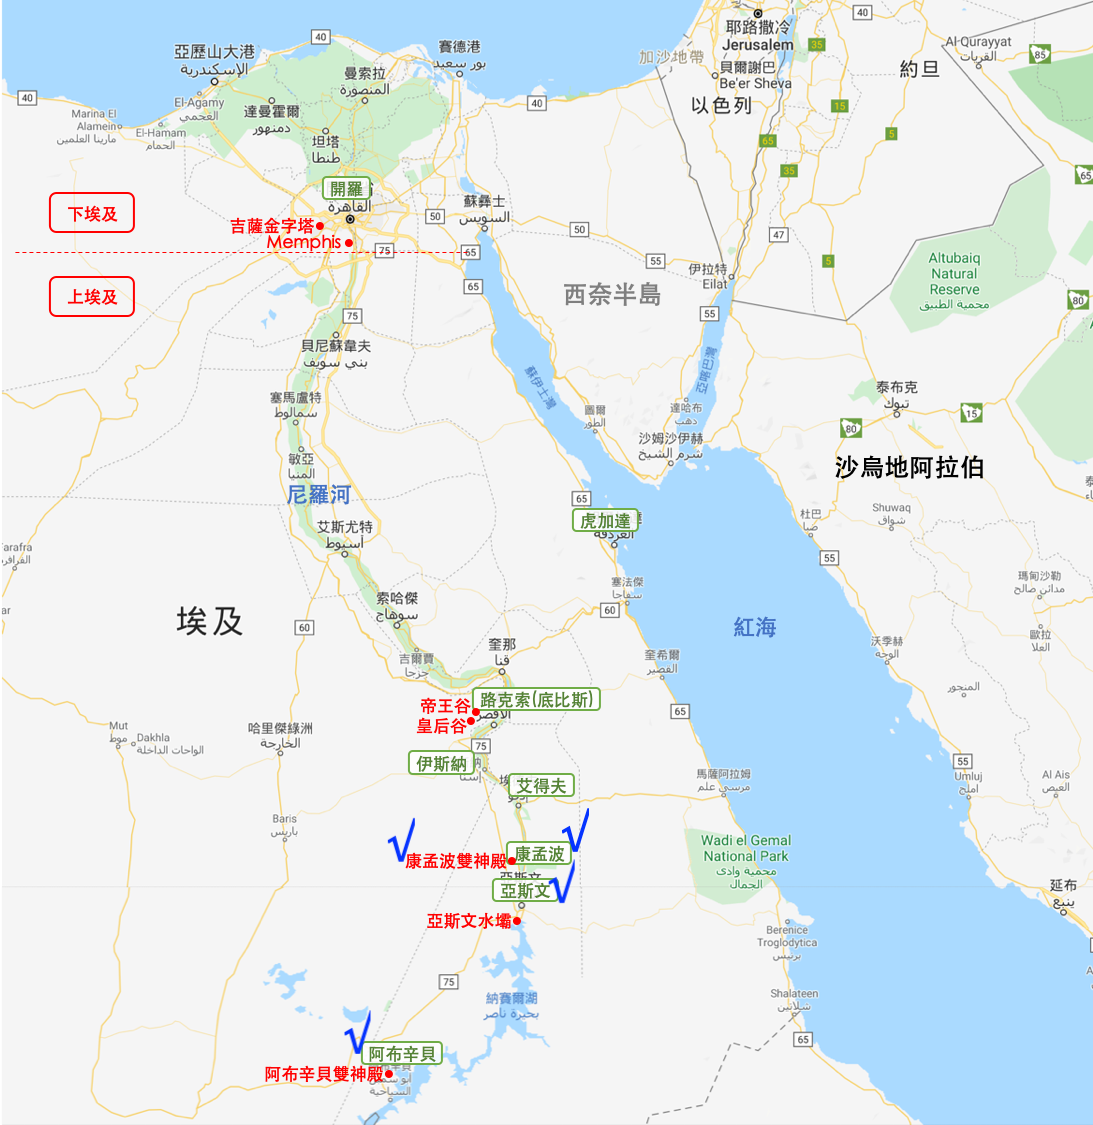 40
亞歷山大港
الإسكندرية
賽德港
بور سعيد
加沙地帶
耶路撒冷
Jerusalem
40
35
Al Qurayyat
القريات
85
約旦
曼索拉
المنصورة
貝爾謝巴
Be'er Sheva
以色列
15
40
El-Agamy
العجمي
Marina El
Alamein
مارينا العلمين
達曼霍爾
دمنهور
40
5
El-Hamam
الحمام
坦塔
طنطا
65
35
65
下埃及
開羅
القاهرة
蘇彝士
السويس
50
50
吉薩金字塔
Memphis
47
75
65
55
5
伊拉特
Eilat
Altubaiq
Natural
Reserve
محمية الطبيق
上埃及
65
西奈半島
80
75
55
貝尼蘇韋夫
بني سويف
蘇伊士灣
亞喀巴灣
塞馬盧特
سمالوط
圖爾
الطور
達哈布
دهب
泰布克
تبوك
15
80
沙姆沙伊赫
شرم الشيخ
敏亞
المنيا
沙烏地阿拉伯
尼羅河
65
虎加達
الغردقة
杜巴
ضبا
Shuwaq
شواق
艾斯尤特
أسيوط
55
arafra
塞法傑
سفاجا
瑪甸沙勒
مدائن صالح
索哈傑
سوهاج
60
埃及
60
紅海
歐拉
العلا
沃季赫
الوجه
奎那
قنا
吉爾賈
جرجا
奎希爾
القصير
المنجور
帝王谷
路克索(底比斯)
الأقصر
皇后谷
65
Mut
موط
Dakhla
الواحات الداخلة
哈里傑綠洲
الخارجة
75
伊斯納
إسنا
艾得夫
馬薩阿拉姆
مرسى علم
55
Umluj
أملج
Al Ais
العيص
Baris
باريس
康孟波雙神殿
康孟波
Wadi el Gemal
National Park
محمية وادى
الجمال
亞斯文
亞斯文
延布
ينبع
亞斯文水壩
Berenice
Troglodytica
برنيس
75
納賽爾湖
بحيرة ناصر
Shalateen
شلاتين
65
阿布辛貝
阿布辛貝雙神殿
أبو سمبل
السياحية